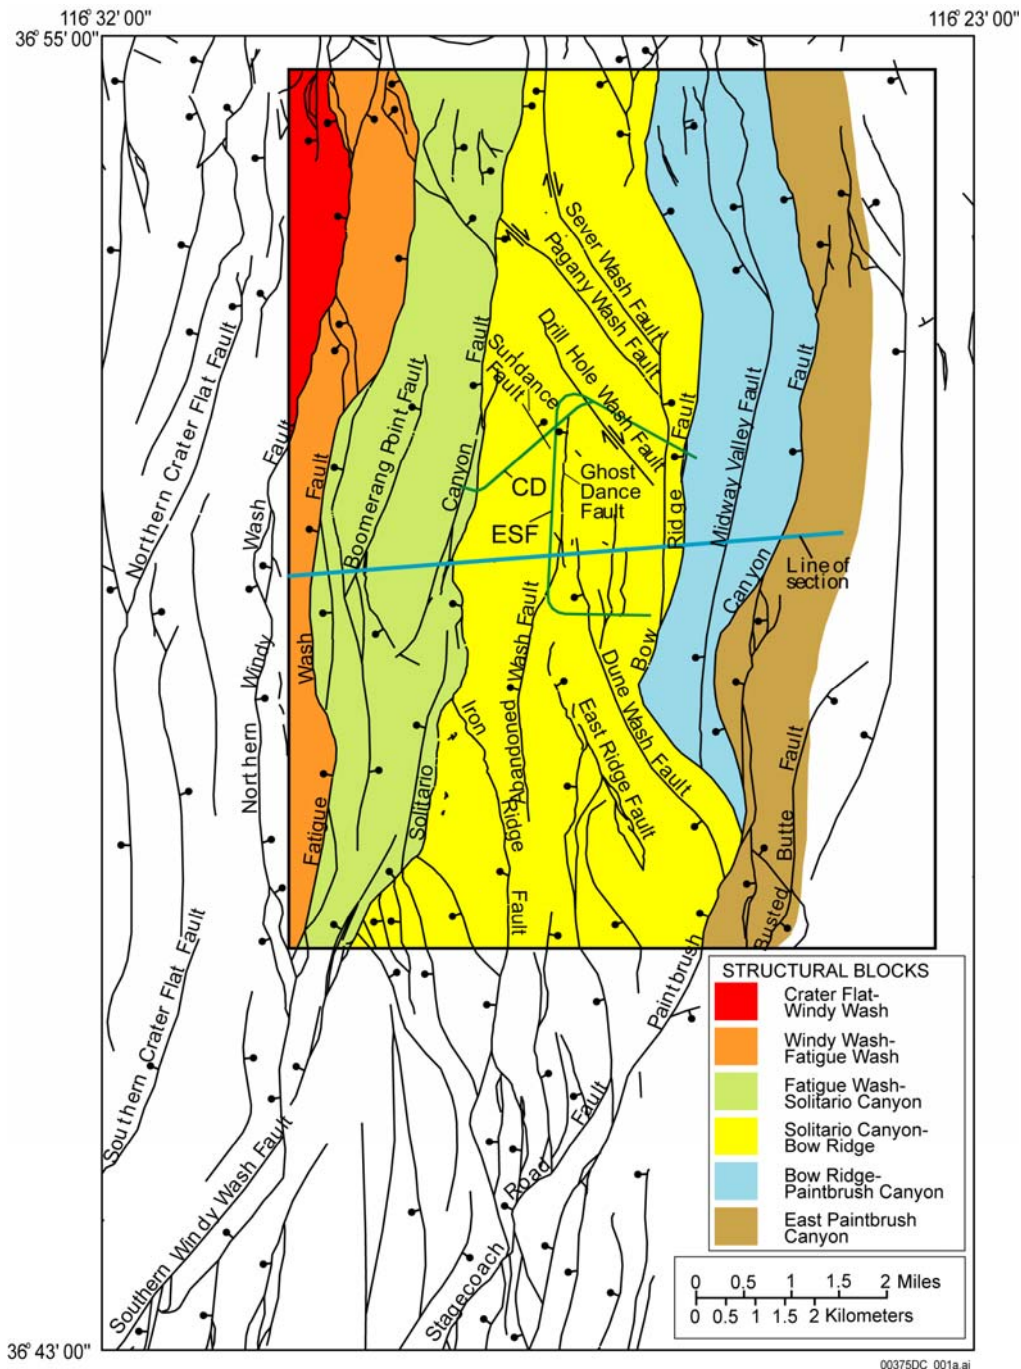 116° 32' 00"
116° 23' 00"
36° 55' 00"
Northern Crater Flat Fault
Northern Windy Wash Fault
Fatigue Wash Fault
Boomerang Point Fault
Solitario Canyon Fault
Sever Wash Fault
Pagany Wash Fault
Drill Hole Wash Fault
Sundance
Fault
Ghost
Dance
Fault
CD
ESF
Bow Ridge Fault
Midway Valley Fault
Paintbrush Canyon Fault
Line of
section
Iron Ridge Fault
Abandoned Wash Fault
Dune Wash Fault
East Ridge Fault
Busted Butte Fault
Southern Crater Flat Fault
Southern Windy Wash Fault
Stagecoach Road Fault
STRUCTURAL BLOCKS
Crater Flat-
Windy Wash
Windy Wash-
Fatigue Wash
Fatigue Wash-
Solitario Canyon
Solitario Canyon-
Bow Ridge
Bow Ridge-
Paintbrush Canyon
East Paintbrush
Canyon
0 0.5 1 1.5 2 Miles
0 0.5 1 1.5 2 Kilometers
36° 43' 00"
00375DC_001a.ai